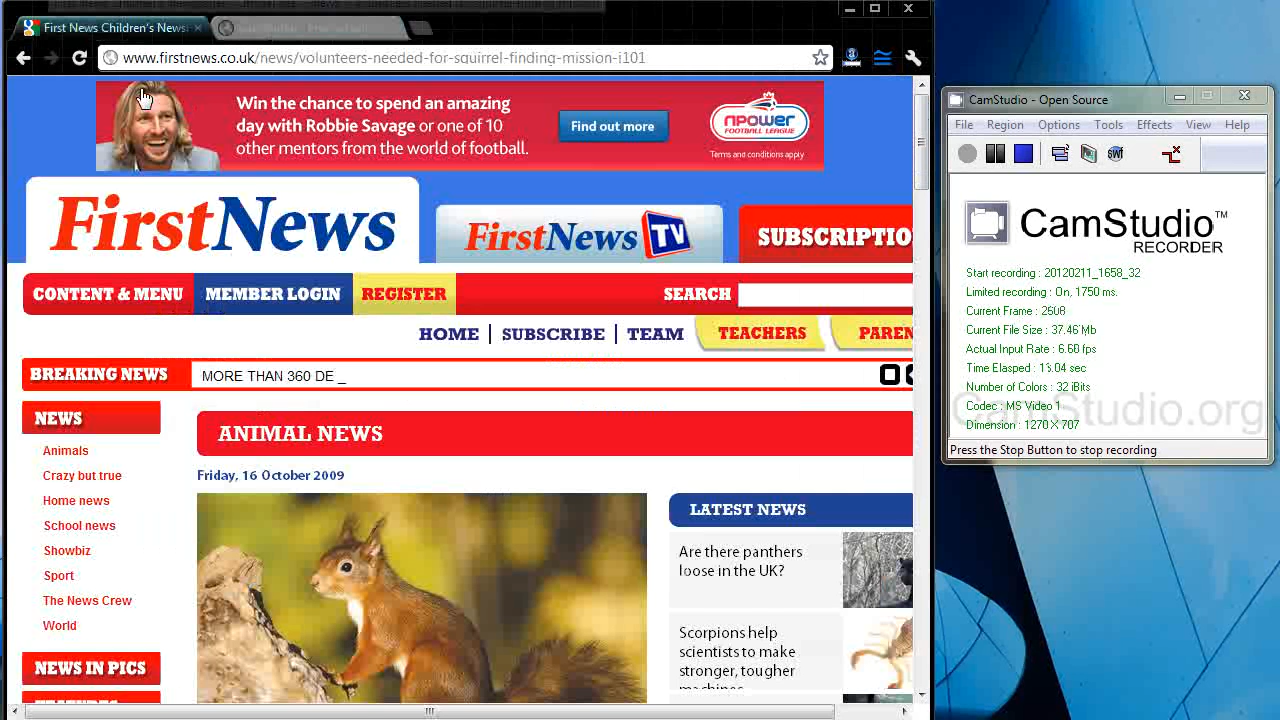 First News Children's News
www.firstnews.co.uk/news/volunteers-needed-for-squirrel-finding-mission-i101
Win the chance to spend an amazing
day with Robbie Savage or one of 10
other mentors from the world of football.
Find out more
npower
FOOTBALL LEAGUE
Terms and conditions apply
FirstNews
FirstNews TV
SUBSCRIPTIO
CONTENT & MENU
MEMBER LOGIN
REGISTER
SEARCH
HOME
SUBSCRIBE
TEAM
TEACHERS
PAREN
BREAKING NEWS
MORE THAN 360 DE _
NEWS
Animals
Crazy but true
Home news
School news
Showbiz
Sport
The News Crew
World
NEWS IN PICS
ANIMAL NEWS
Friday, 16 October 2009
LATEST NEWS
Are there panthers
loose in the UK?
Scorpions help
scientists to make
stronger, tougher
machines
CamStudio - Open Source
File Region Options Tools Effects View Help
CamStudio™
RECORDER
Start recording : 20120211_1658_32
Limited recording : On, 1750 ms.
Current Frame : 2608
Current File Size : 37.46 Mb
Actual Input Rate : 6.60 fps
Time Elasped : 13.04 sec
Number of Colors : 32 iBits
Codec : MS Video 1
CamStudio.org
Dimension : 1270 X 707
Press the Stop Button to stop recording